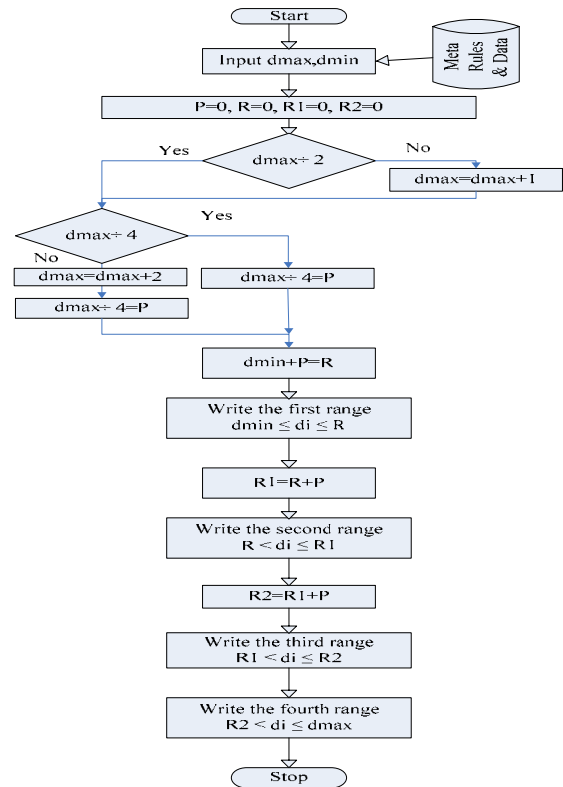 Start
Input dmax,dmin
Meta
Rules
& Data
P=0, R=0, R1=0, R2=0
Yes
dmax÷ 2
No
dmax=dmax+1
dmax÷ 4
Yes
No
dmax=dmax+2
dmax÷ 4=P
dmax÷ 4=P
dmin+P=R
Write the first range
dmin ≤ di ≤ R
R1=R+P
Write the second range
R < di ≤ R1
R2=R1+P
Write the third range
R1 < di ≤ R2
Write the fourth range
R2 < di ≤ dmax
Stop